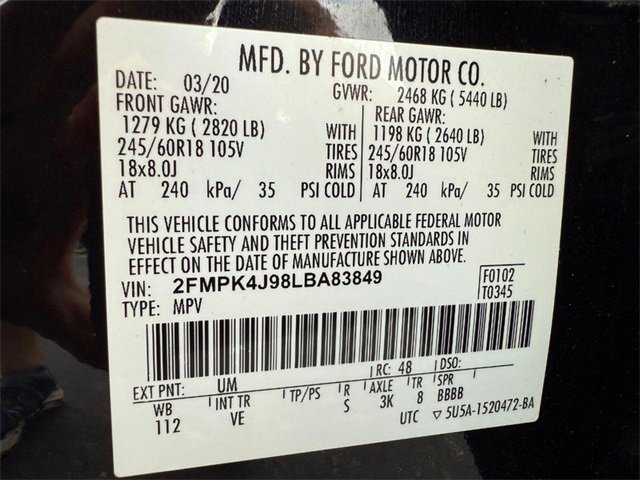 MFD. BY FORD MOTOR CO.
DATE: 03/20 GVWR: 2468 KG ( 5440 LB)
FRONT GAWR: REAR GAWR:
1279 KG ( 2820 LB) WITH 1198 KG ( 2640 LB) WITH
245/60R18 105V TIRES 245/60R18 105V TIRES
18x8.0J RIMS 18x8.0J RIMS
AT 240 kPa/ 35 PSI COLD AT 240 kPa/ 35 PSI COLD
THIS VEHICLE CONFORMS TO ALL APPLICABLE FEDERAL MOTOR
VEHICLE SAFETY AND THEFT PREVENTION STANDARDS IN
EFFECT ON THE DATE OF MANUFACTURE SHOWN ABOVE.
VIN: 2FMPK4J98LBA83849 F0102
TYPE: MPV T0345
RC: 48 DSO:
EXT PNT: UM
WB INT TR TP/PS R AXLE TR SPR
112 VE S 3K 8 BBBB
UTC ▽ 5U5A-1520472-BA